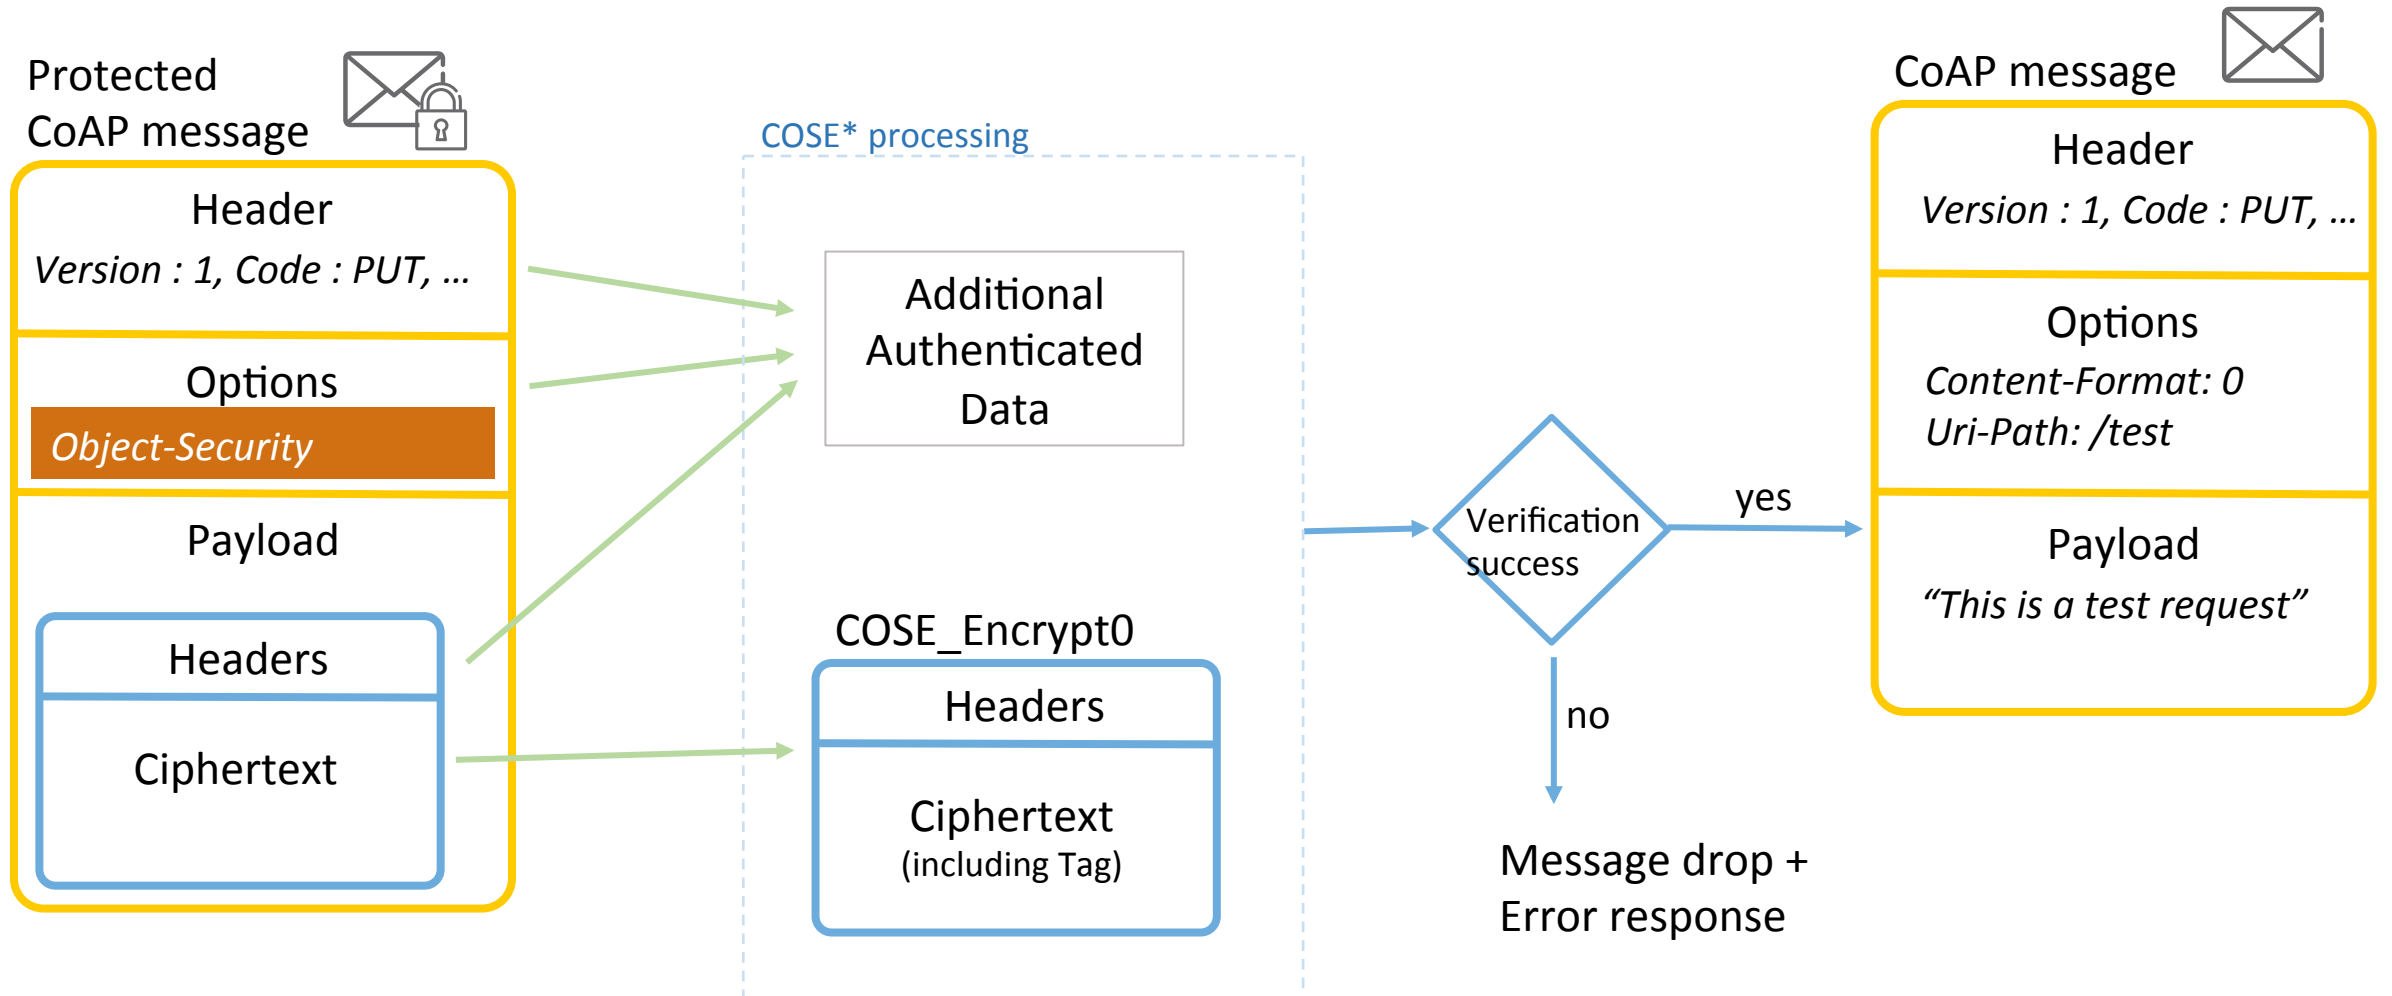 Protected
CoAP message
Header
Version : 1, Code : PUT, …
Options
Object-Security
Payload
Headers
Ciphertext
COSE* processing
Additional
Authenticated
Data
COSE_Encrypt0
Headers
Ciphertext
(including Tag)
Verification
success
yes
no
Message drop +
Error response
CoAP message
Header
Version : 1, Code : PUT, …
Options
Content-Format: 0
Uri-Path: /test
Payload
“This is a test request”